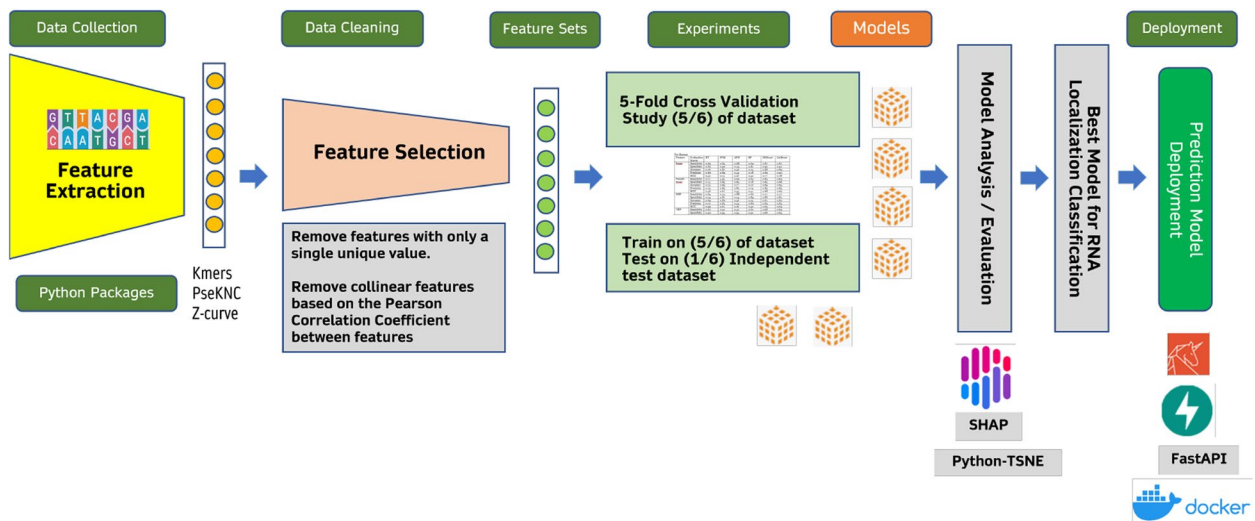 Data Collection
Data Cleaning
Feature Sets
Experiments
Models
Deployment
G T T A C G A
C A A T G C T
Feature
Extraction
Python Packages
Kmers
PseKNC
Z-curve
Feature Selection
Remove features with only a
single unique value.
Remove collinear features
based on the Pearson
Correlation Coefficient
between features
5-Fold Cross Validation
Study (5/6) of dataset
Train on (5/6) of dataset
Test on (1/6) Independent
test dataset
Model Analysis / Evaluation
Best Model for RNA
Localization Classification
Prediction Model
Deployment
SHAP
Python-TSNE
FastAPI
docker